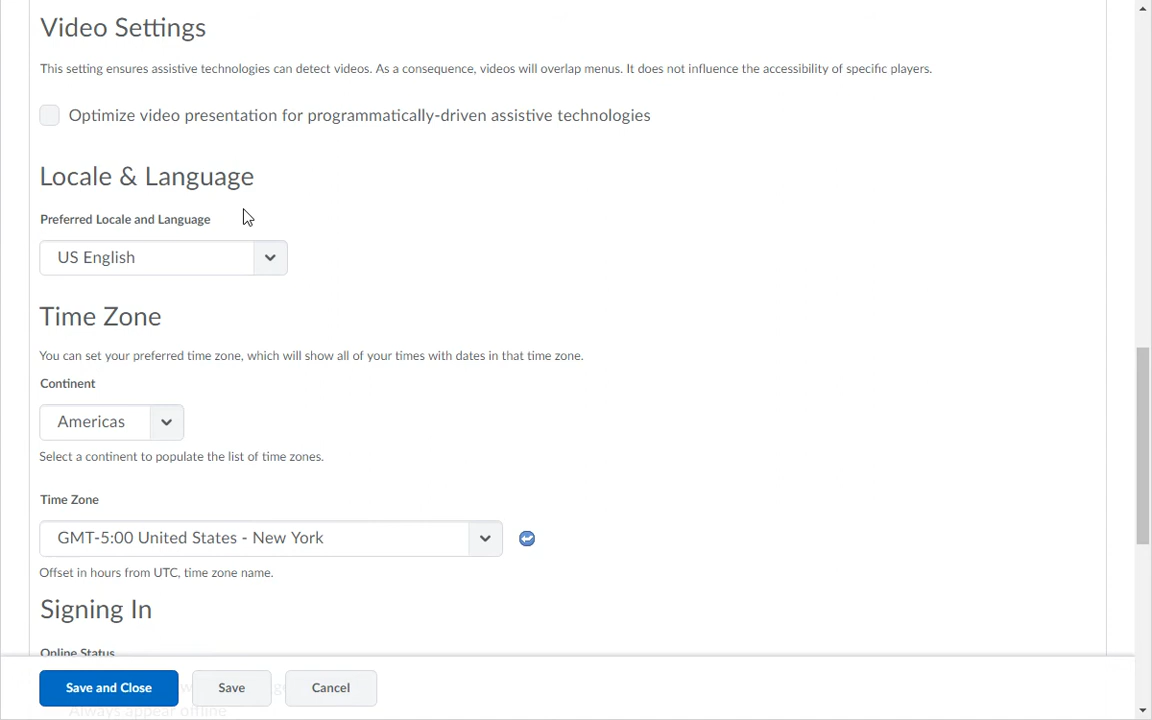 Video Settings
This setting ensures assistive technologies can detect videos. As a consequence, videos will overlap menus. It does not influence the accessibility of specific players.
Optimize video presentation for programmatically-driven assistive technologies
Locale & Language
Preferred Locale and Language
US English
Time Zone
You can set your preferred time zone, which will show all of your times with dates in that time zone.
Continent
Americas
Select a continent to populate the list of time zones.
Time Zone
GMT-5:00 United States - New York
Offset in hours from UTC, time zone name.
Signing In
Online Status
Save and Close
Save
Cancel
Always appear offline